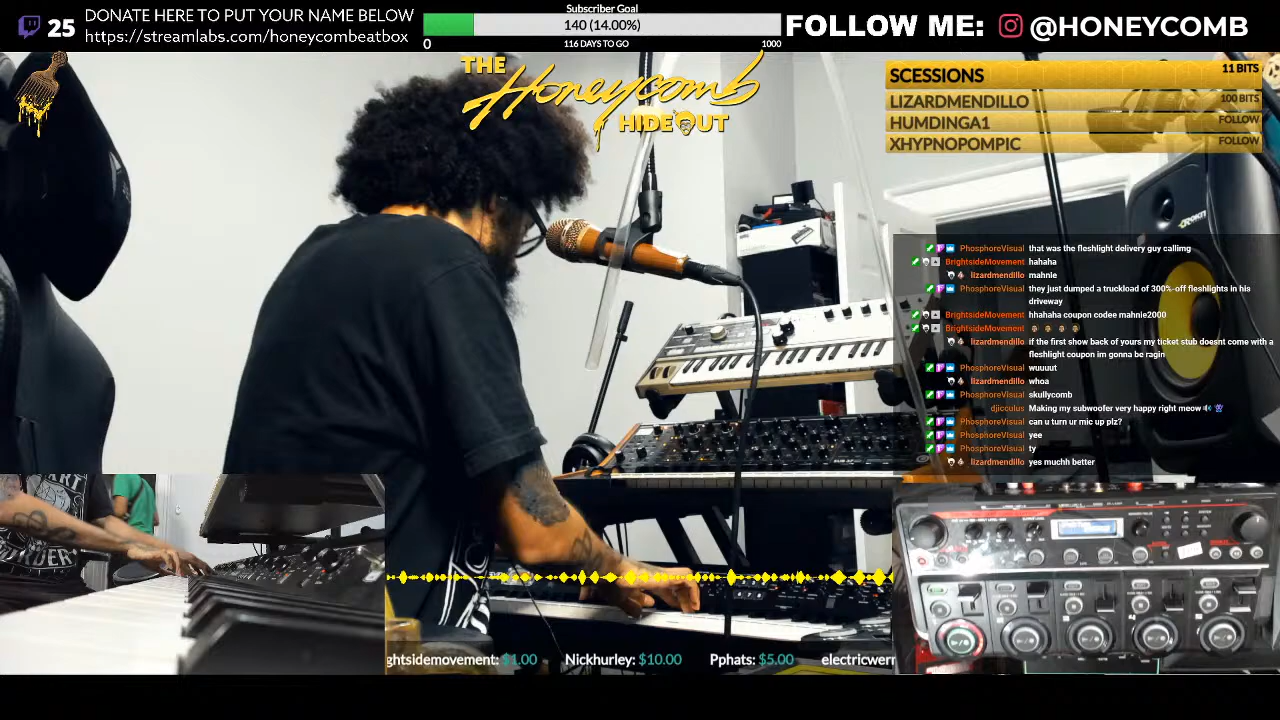 25
DONATE HERE TO PUT YOUR NAME BELOW
https://streamlabs.com/honeycombeatbox
Subscriber Goal
140 (14.00%)
0
116 DAYS TO GO
1000
FOLLOW ME: @HONEYCOMB
THE
Honeycomb
HIDEOUT
SCESSIONS 11 BITS
LIZARDMENDILLO 100 BITS
HUMDINGA1 FOLLOW
XHYPNOPOMPIC FOLLOW
PhosphoreVisual that was the fleshlight delivery guy callimg
BrightsideMovement hahaha
lizardmendillo mahnie
PhosphoreVisual they just dumped a truckload of 300%-off fleshlights in his
driveway
BrightsideMovement hhahaha coupon codee mahnie2000
BrightsideMovement
lizardmendillo if the first show back of yours my ticket stub doesnt come with a
fleshlight coupon im gonna be ragin
PhosphoreVisual wuuuut
lizardmendillo whoa
PhosphoreVisual skullycomb
djicculus Making my subwoofer very happy right meow
PhosphoreVisual can u turn ur mic up plz?
PhosphoreVisual yee
PhosphoreVisual ty
lizardmendillo yes muchh better
ghtsidemovement: $1.00 Nickhurley: $10.00 Pphats: $5.00 electricwerr